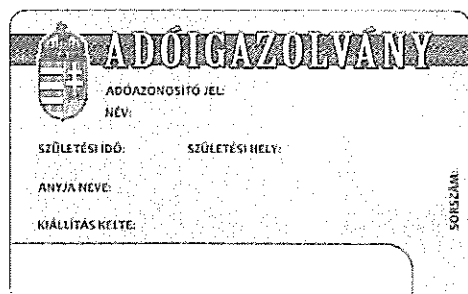 ADÓIGAZOLVÁNY
ADÓAZONOSÍTÓ JEL:
NÉV:
SZÜLETÉSI IDŐ: SZÜLETÉSI HELY:
ANYJA NEVE:
KIÁLLÍTÁS KELTE:
SORSZÁM: